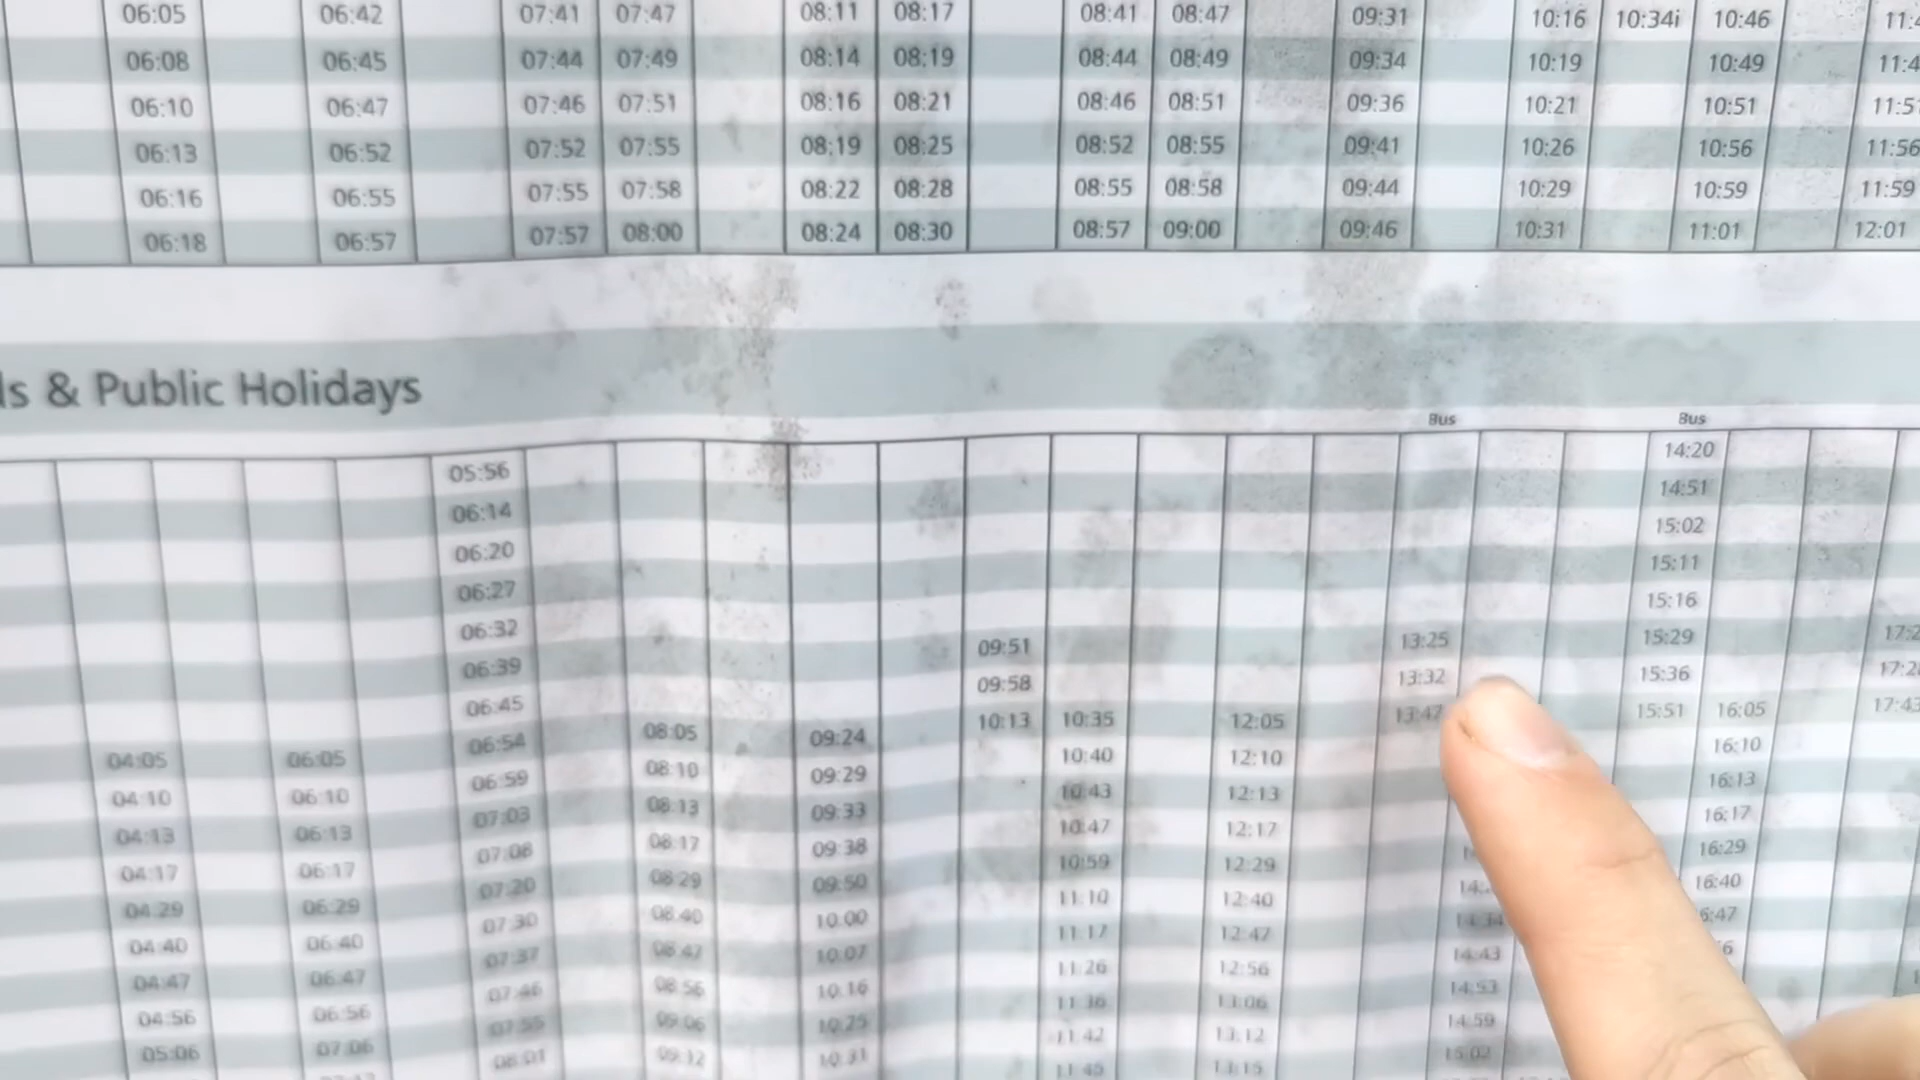 06:05 06:42 07:41 07:47 08:11 08:17 08:41 08:47 09:31 10:16 10:34i 10:46
06:08 06:45 07:44 07:49 08:14 08:19 08:44 08:49 09:34 10:19 10:49
06:10 06:47 07:46 07:51 08:16 08:21 08:46 08:51 09:36 10:21 10:51
06:13 06:52 07:52 07:55 08:19 08:25 08:52 08:55 09:41 10:26 10:56 11:56
06:16 06:55 07:55 07:58 08:22 08:28 08:55 08:58 09:44 10:29 10:59 11:59
06:18 06:57 07:57 08:00 08:24 08:30 08:57 09:00 09:46 10:31 11:01 12:01
& Public Holidays
Bus Bus
05:56 14:20
06:14 14:51
06:20 15:02
06:27 15:11
06:32 15:16
06:39 09:51 13:25 15:29
06:45 09:58 13:32 15:36
04:05 06:05 06:54 08:05 09:24 10:13 10:35 12:05 13:47 15:51 16:05
04:10 06:10 06:59 08:10 09:29 10:40 12:10 16:10
04:13 06:13 07:03 08:13 09:33 10:43 12:13 16:13
04:17 06:17 07:08 08:17 09:38 10:47 12:17 16:17
04:29 06:29 07:20 08:29 09:50 10:59 12:29 16:29
04:40 06:40 07:30 08:40 10:00 11:10 12:40 16:40
04:47 06:47 07:37 08:47 10:07 11:17 12:47 14:34
04:56 06:56 07:46 08:56 10:16 11:26 12:56 14:43
05:06 07:06 07:55 09:06 10:25 11:36 13:06 14:53
08:01 09:12 10:31 11:42 13:12 14:59
11:45 13:15 15:02